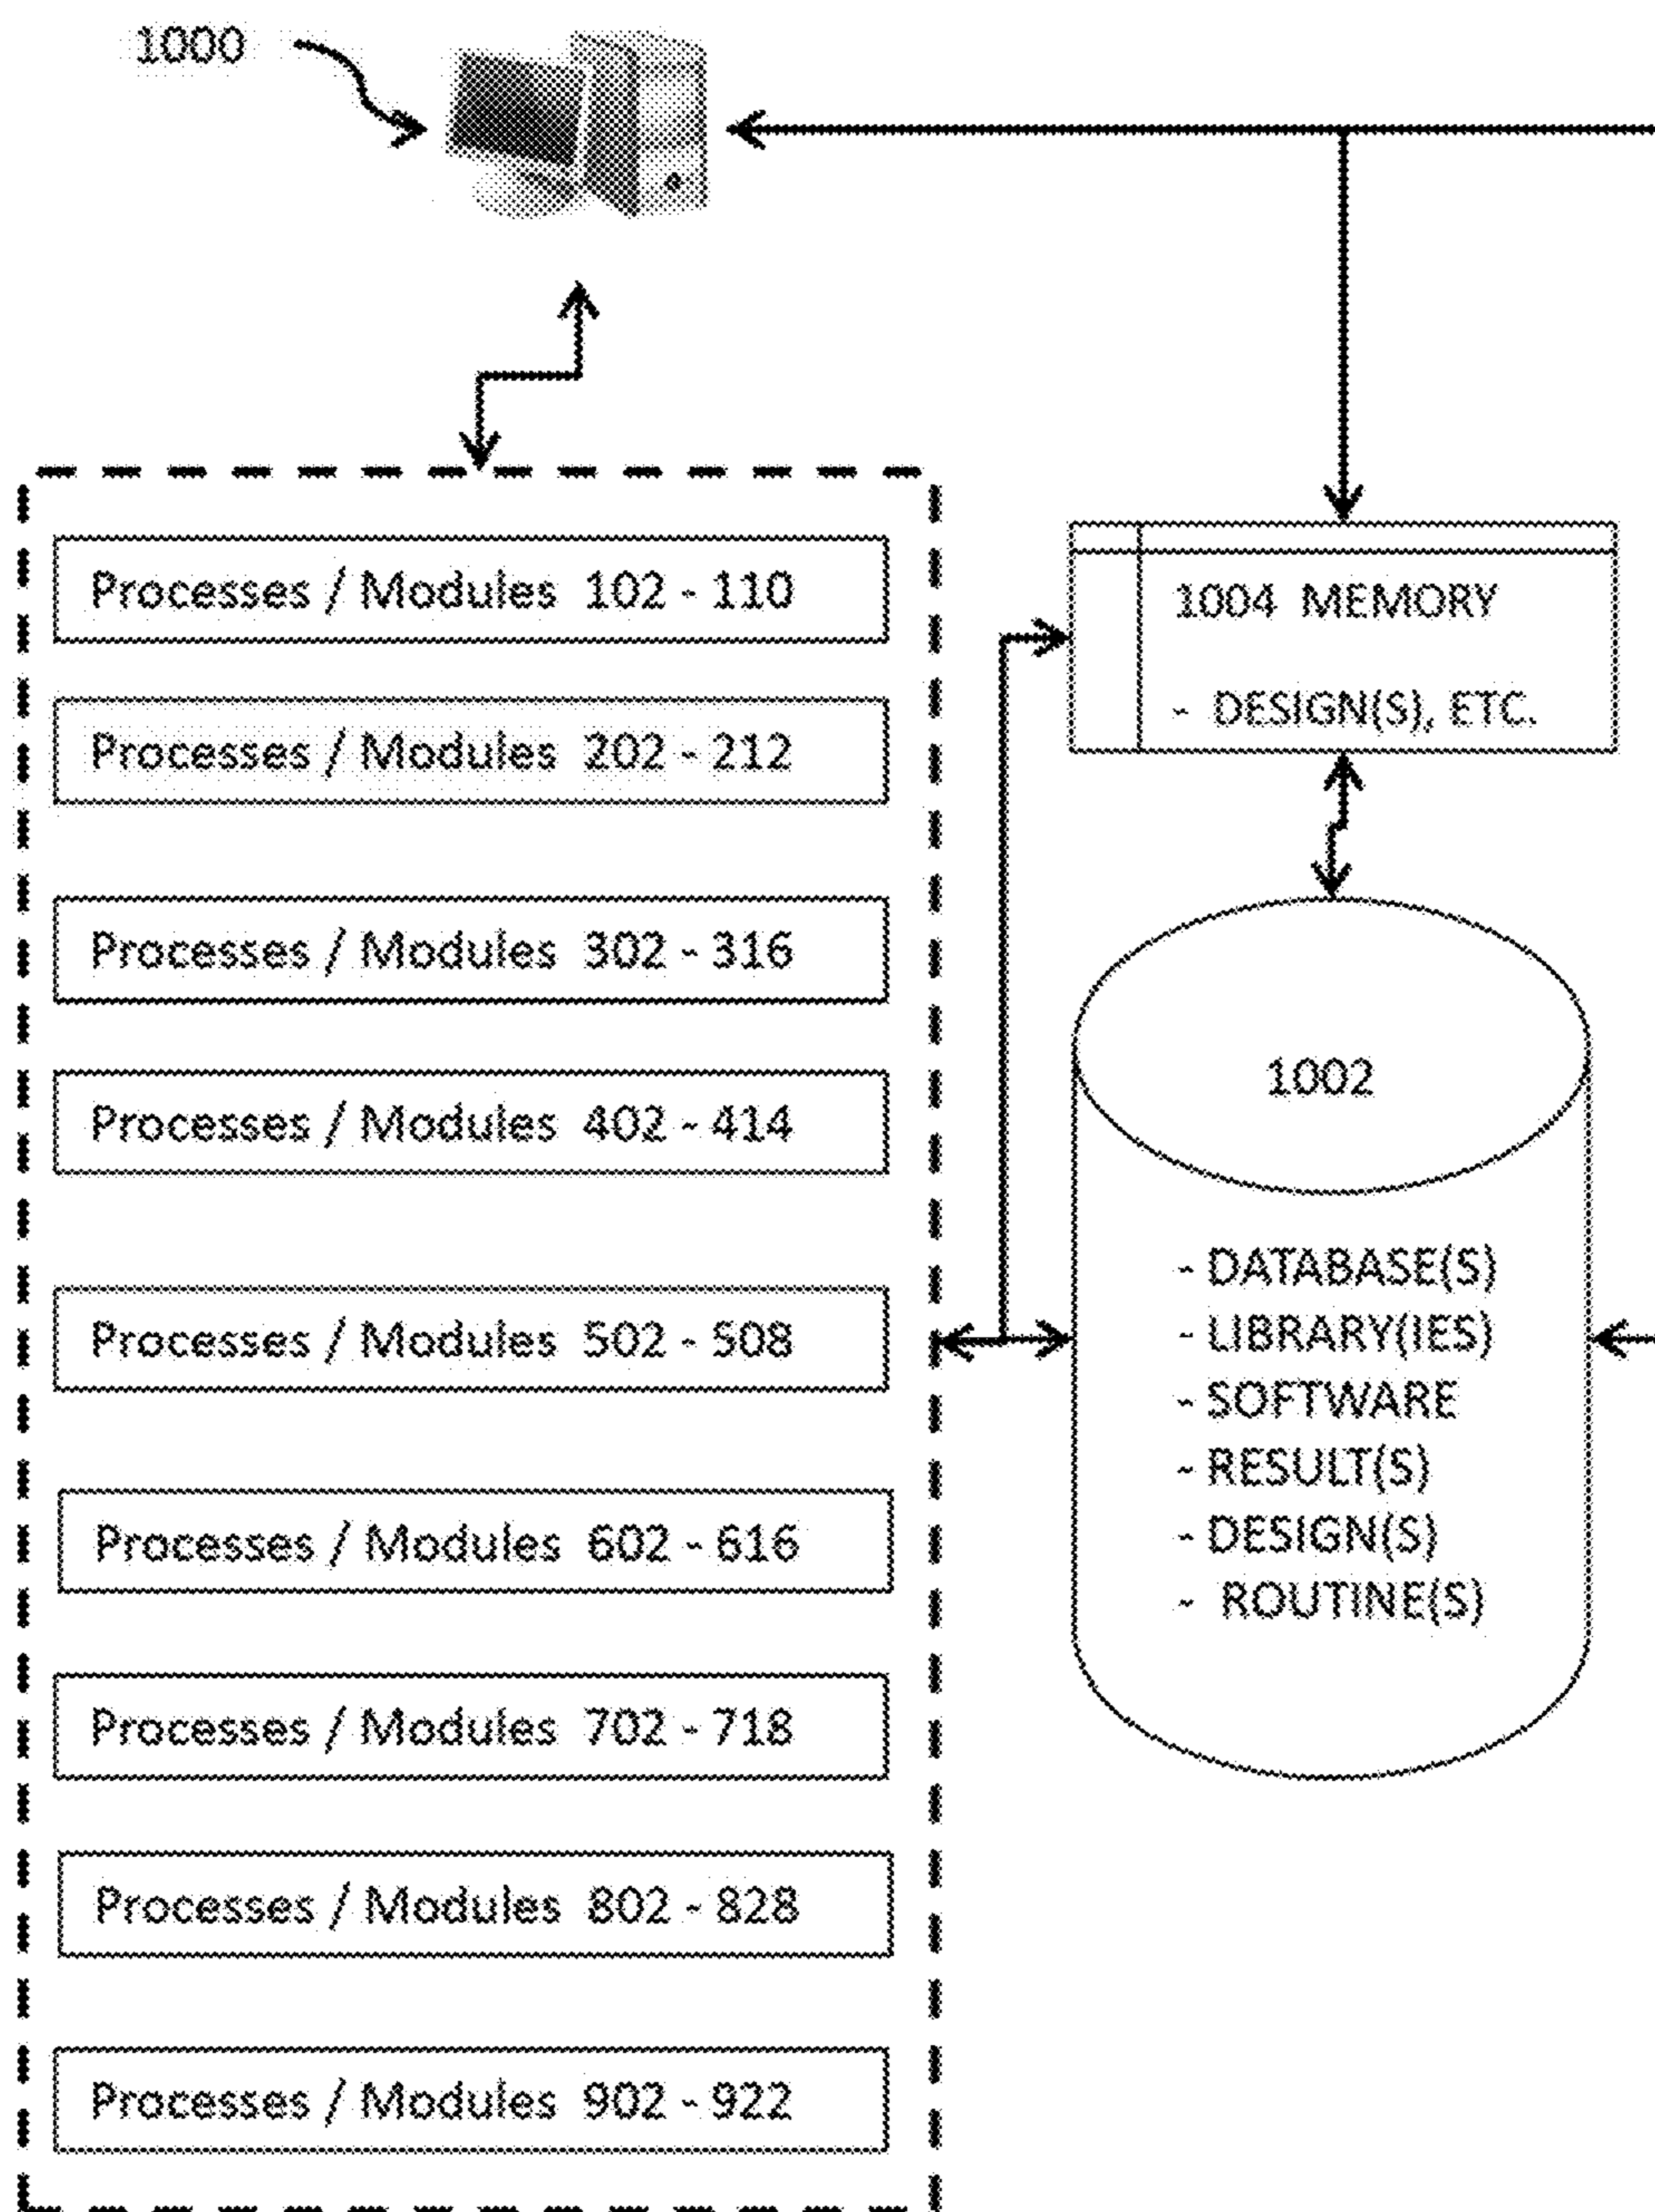 1000
Processes / Modules 102 - 110
Processes / Modules 202 - 212
Processes / Modules 302 - 316
Processes / Modules 402 - 414
Processes / Modules 502 - 508
Processes / Modules 602 - 616
Processes / Modules 702 - 718
Processes / Modules 802 - 828
Processes / Modules 902 - 922
1004 MEMORY
- DESIGN(S), ETC.
1002
- DATABASE(S)
- LIBRARY(IES)
- SOFTWARE
- RESULT(S)
- DESIGN(S)
- ROUTINE(S)